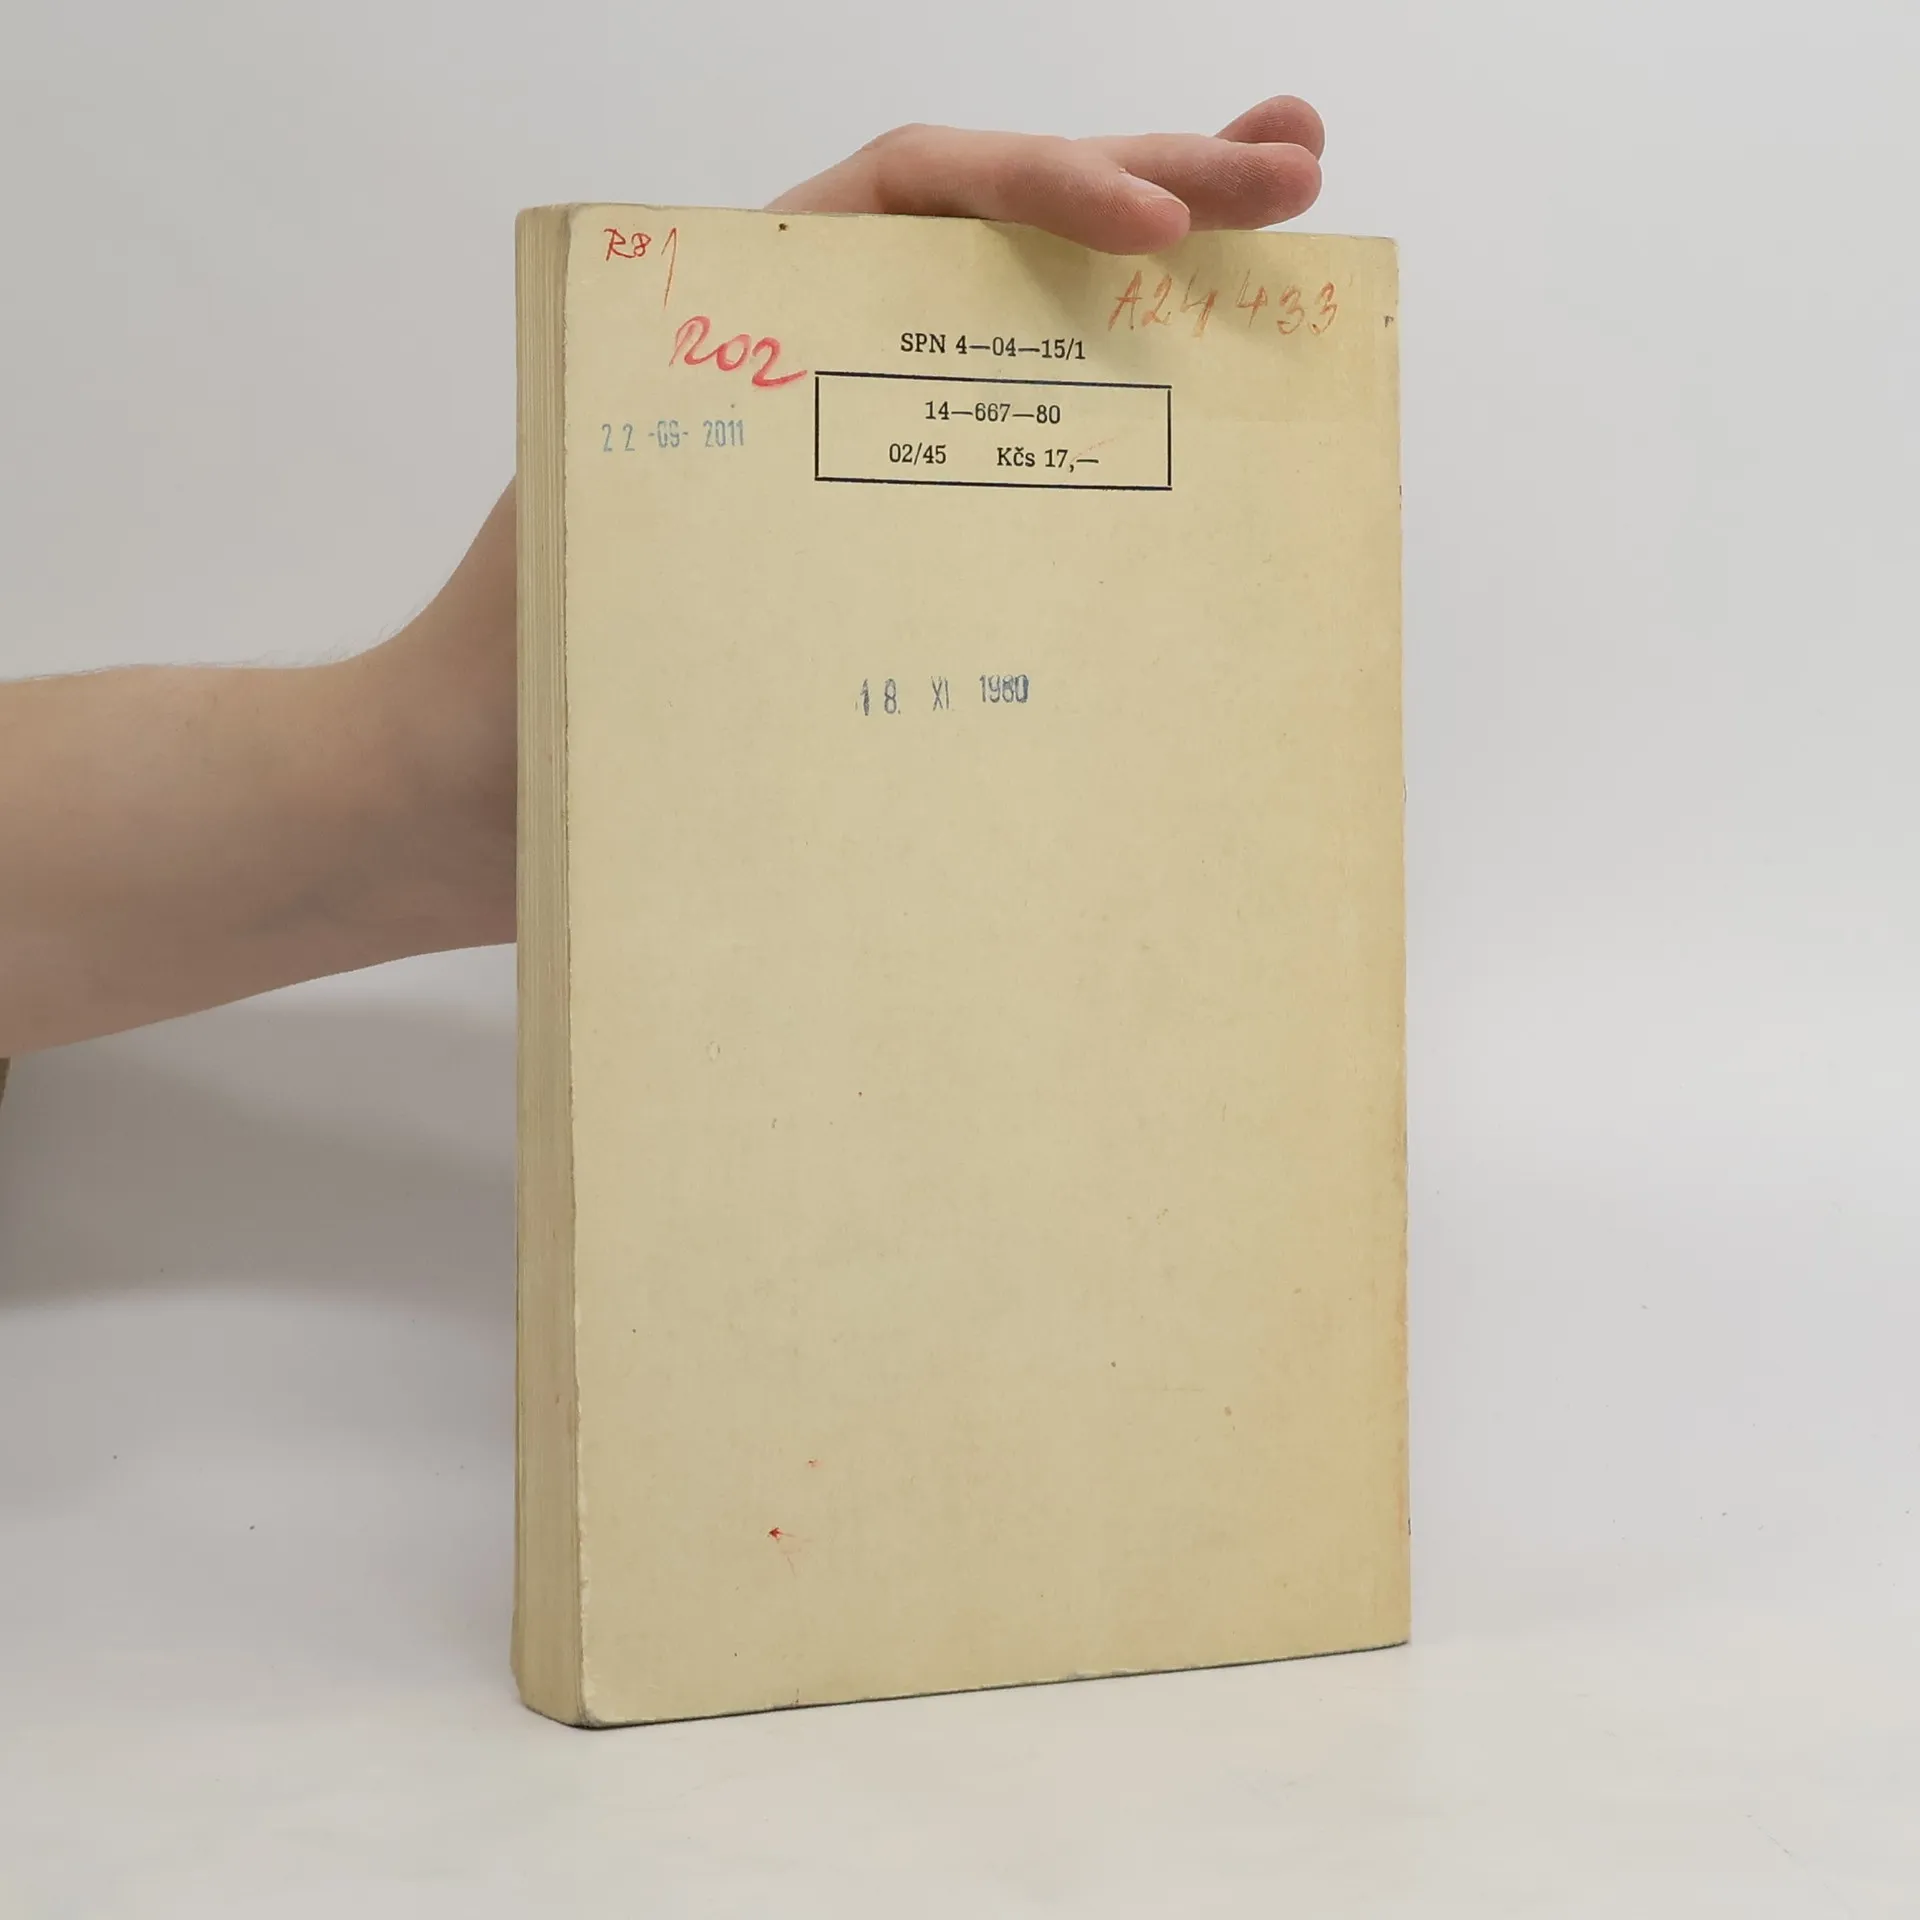 R81
A24433
R02
SPN 4—04—15/1
14—667—80
02/45 Kčs 17,—
22 -09- 2011
18. XI. 1980